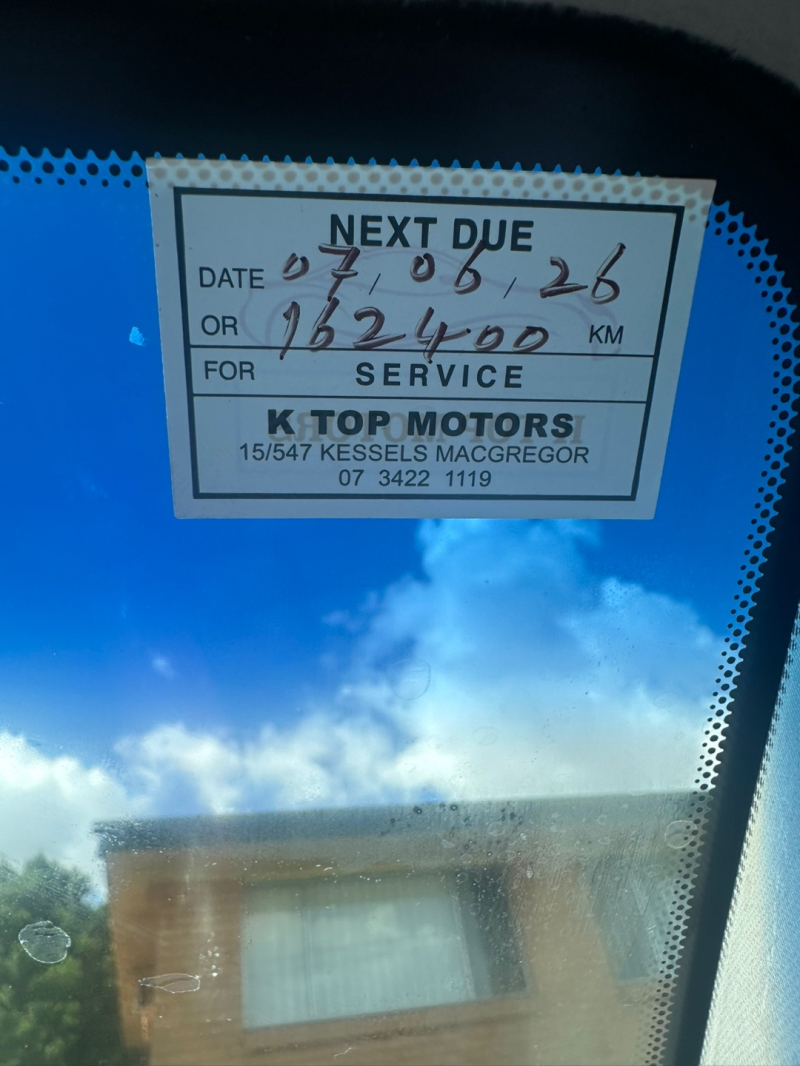 NEXT DUE
DATE 07, 06, 26
OR 162400 KM
FOR SERVICE
K TOP MOTORS
15/547 KESSELS MACGREGOR
07 3422 1119